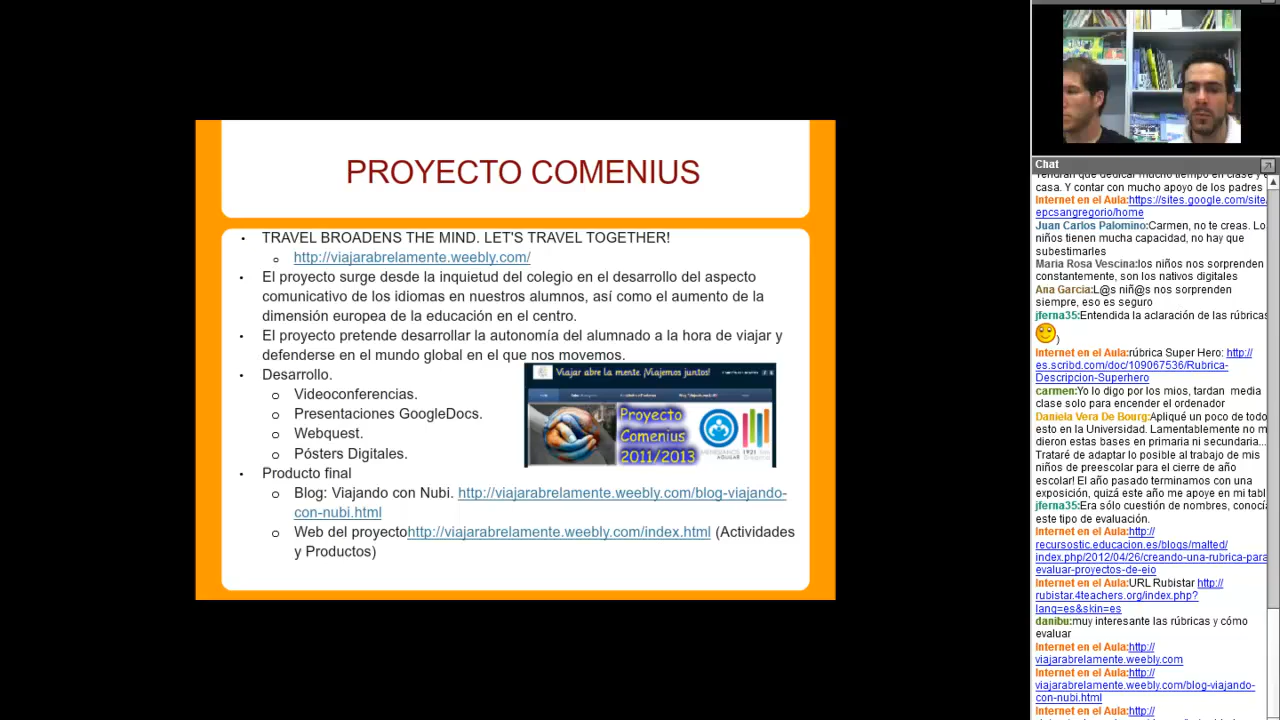 PROYECTO COMENIUS
• TRAVEL BROADENS THE MIND. LET'S TRAVEL TOGETHER!
o http://viajarabrelamente.weebly.com/
• El proyecto surge desde la inquietud del colegio en el desarrollo del aspecto
comunicativo de los idiomas en nuestros alumnos, así como el aumento de la
dimensión europea de la educación en el centro.
• El proyecto pretende desarrollar la autonomía del alumnado a la hora de viajar y
defenderse en el mundo global en el que nos movemos.
• Desarrollo.
o Videoconferencias.
o Presentaciones GoogleDocs.
o Webquest.
o Pósters Digitales.
Viajar abre la mente. ¡Viajemos juntos!
Proyecto
Comenius
2011/2013
• Producto final
o Blog: Viajando con Nubi. http://viajarabrelamente.weebly.com/blog-viajando-
con-nubi.html
o Web del proyectohttp://viajarabrelamente.weebly.com/index.html (Actividades
y Productos)
Chat
Tendrán que dedicar mucho tiempo en clase y e
casa. Y contar con mucho apoyo de los padres
Internet en el Aula:https://sites.google.com/site/
epcsangregorio/home
Juan Carlos Palomino:Carmen, no te creas. Lo
niños tienen mucha capacidad, no hay que
subestimarles
Maria Rosa Vescina:los niños nos sorprenden
constantemente, son los nativos digitales
Ana Garcia:L@s niñ@s nos sorprenden
siempre, eso es seguro
jferna35:Entendida la aclaración de las rúbricas
)
Internet en el Aula:rúbrica Super Hero: http://
es.scribd.com/doc/109067536/Rubrica-
Descripcion-Superhero
carmen:Yo lo digo por los mios, tardan media
clase solo para encender el ordenador
Daniela Vera De Bourg:Apliqué un poco de todo
esto en la Universidad. Lamentablemente no m
dieron estas bases en primaria ni secundaria...
Trataré de adaptar lo posible al trabajo de mis
niños de preescolar para el cierre de año
escolar! El año pasado terminamos con una
exposición, quizá este año me apoye en mi tabl
jferna35:Era sólo cuestión de nombres, conocía
este tipo de evaluación.
Internet en el Aula:http://
recursostic.educacion.es/blogs/malted/
index.php/2012/04/26/creando-una-rubrica-para
evaluar-proyectos-de-eio
Internet en el Aula:URL Rubistar http://
rubistar.4teachers.org/index.php?
lang=es&skin=es
danibu:muy interesante las rúbricas y cómo
evaluar
Internet en el Aula:http://
viajarabrelamente.weebly.com
Internet en el Aula:http://
viajarabrelamente.weebly.com/blog-viajando-
con-nubi.html
Internet en el Aula:http://